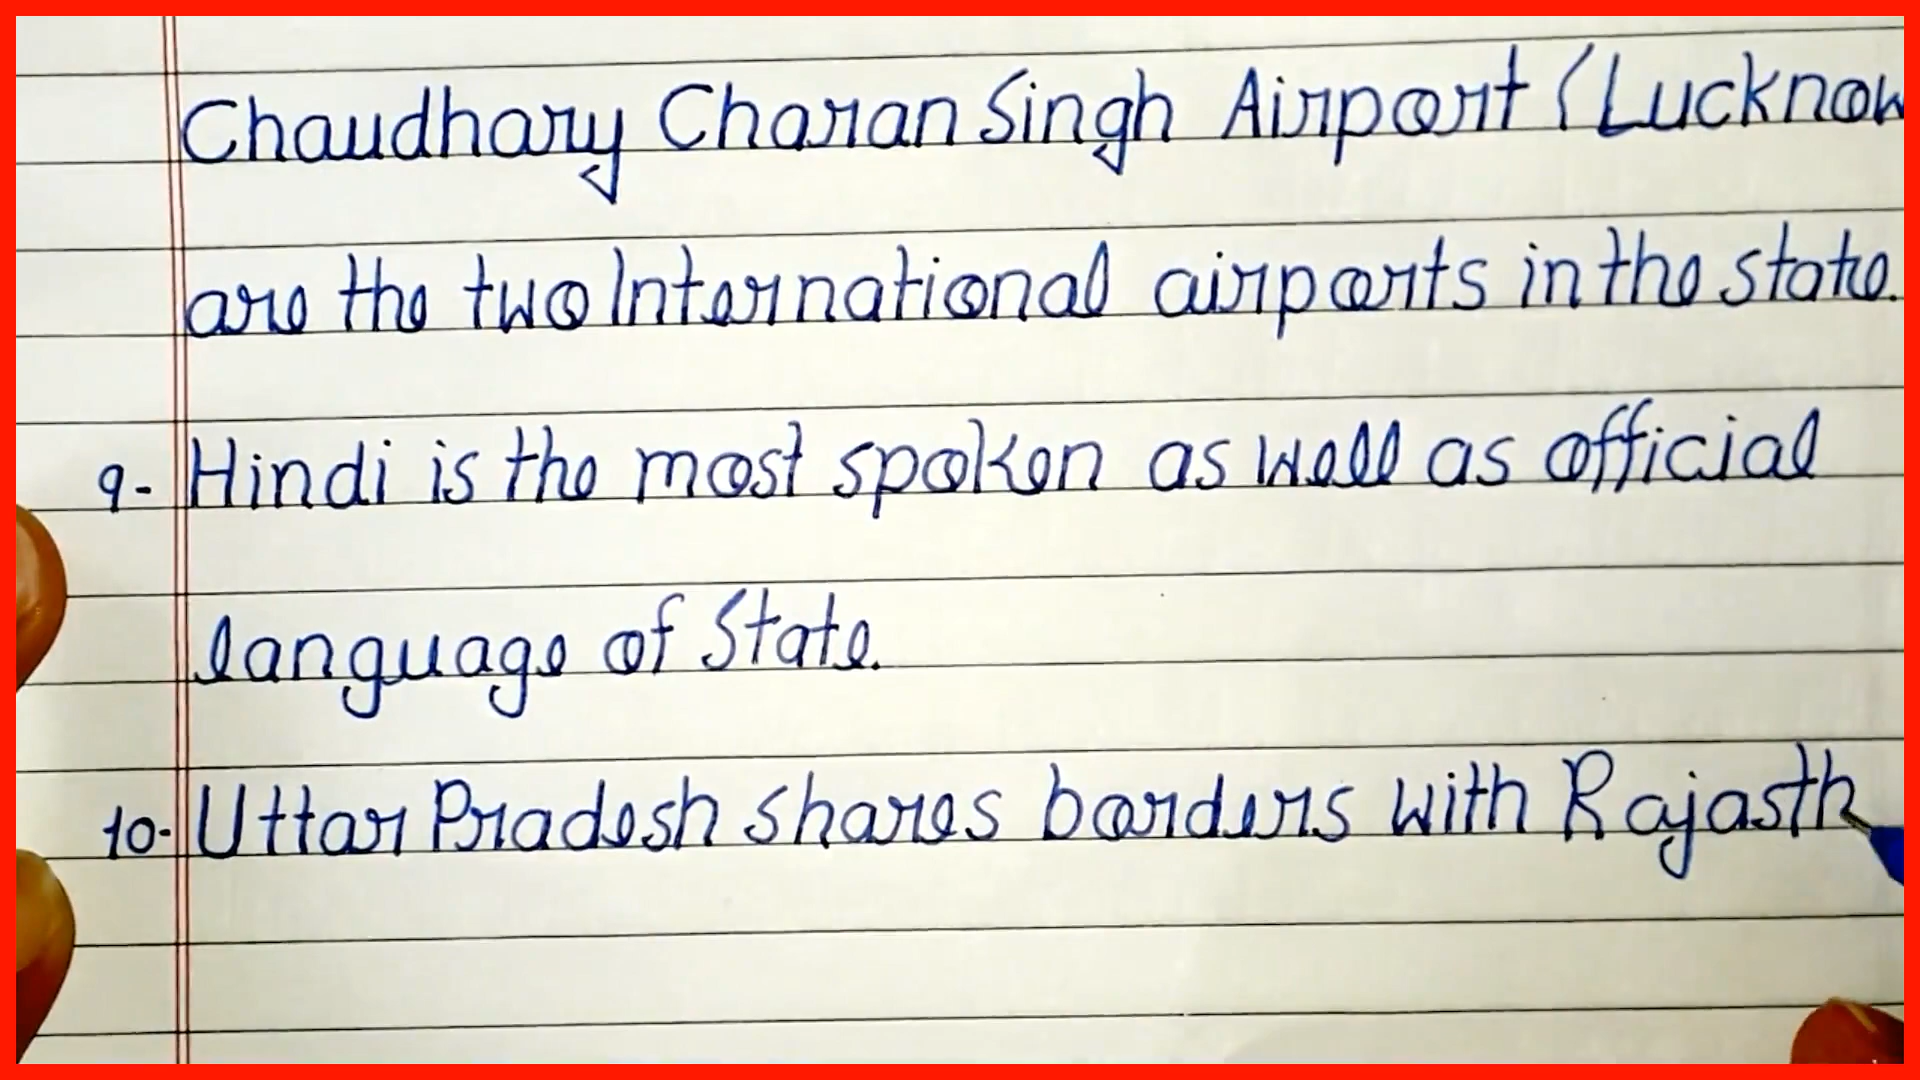 Chaudhary Charan Singh Airport (Lucknow
are the two International airports in the state.
9- Hindi is the most spoken as well as official
language of State.
10- Uttar Pradesh shares borders with Rajasth